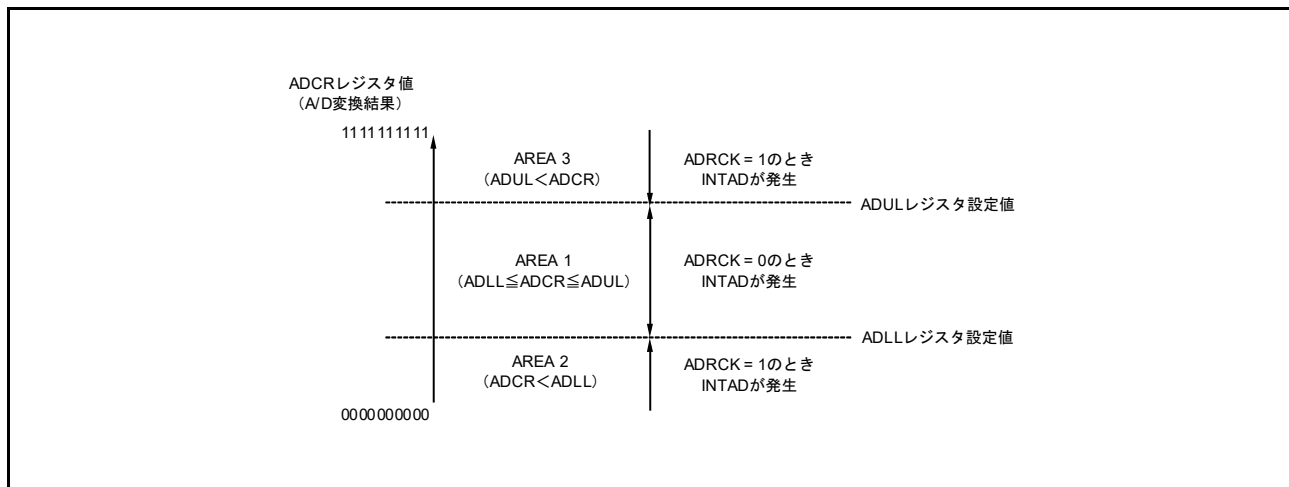 ADCRレジスタ値
（A/D変換結果）
1111111111
AREA 3
（ADUL＜ADCR）
ADRCK = 1のとき
INTADが発生
ADULレジスタ設定値
AREA 1
（ADLL≦ADCR≦ADUL）
ADRCK = 0のとき
INTADが発生
ADLLレジスタ設定値
AREA 2
（ADCR＜ADLL）
ADRCK = 1のとき
INTADが発生
0000000000